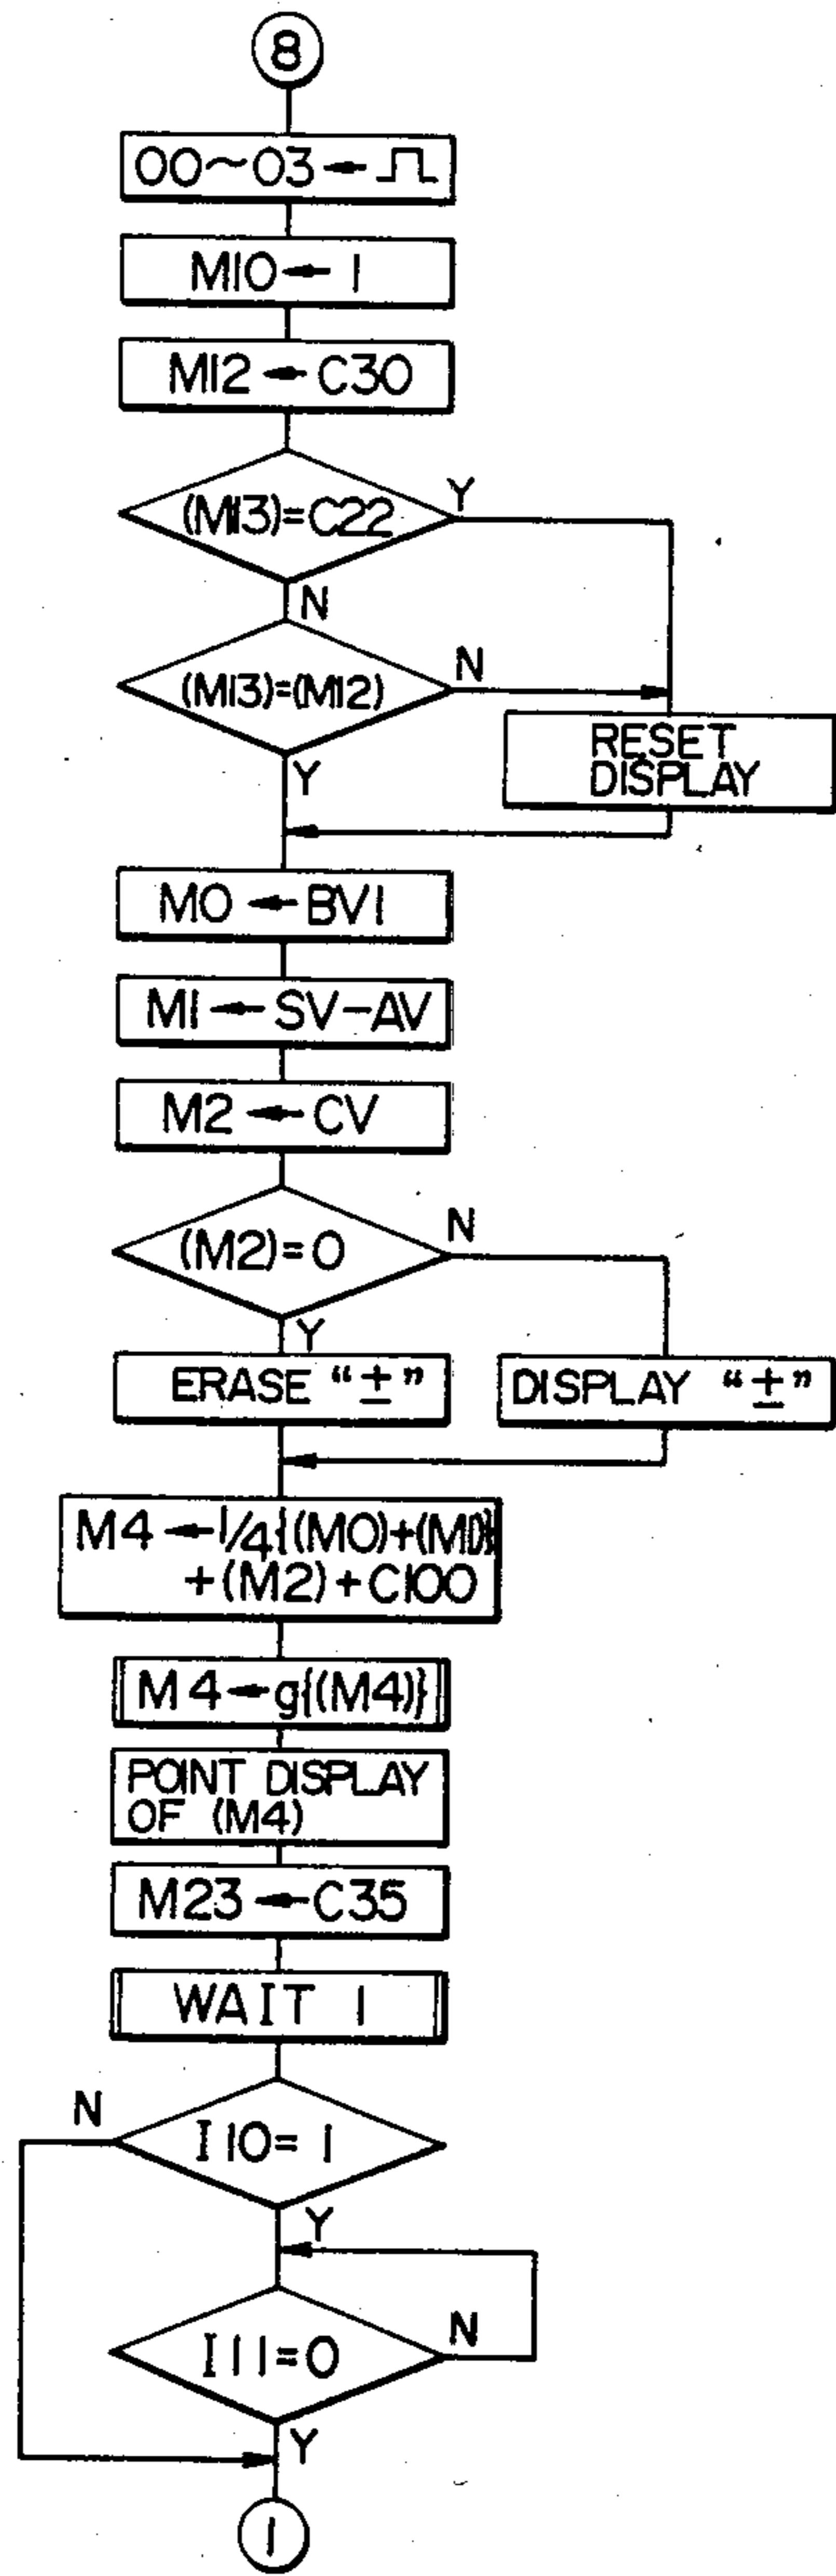 8
00~03←⎍
M10←1
M12←C30
(M13)=C22
Y
N
(M13)=(M12)
N
Y
RESET
DISPLAY
M0←BV1
M1←SV-AV
M2←CV
(M2)=0
N
Y
ERASE “±”
DISPLAY “±”
M4←1/4{(M0)+(M1)}
+(M2)+C100
M4←g{(M4)}
POINT DISPLAY
OF (M4)
M23←C35
WAIT 1
N
I10=1
Y
I11=0
N
Y
1